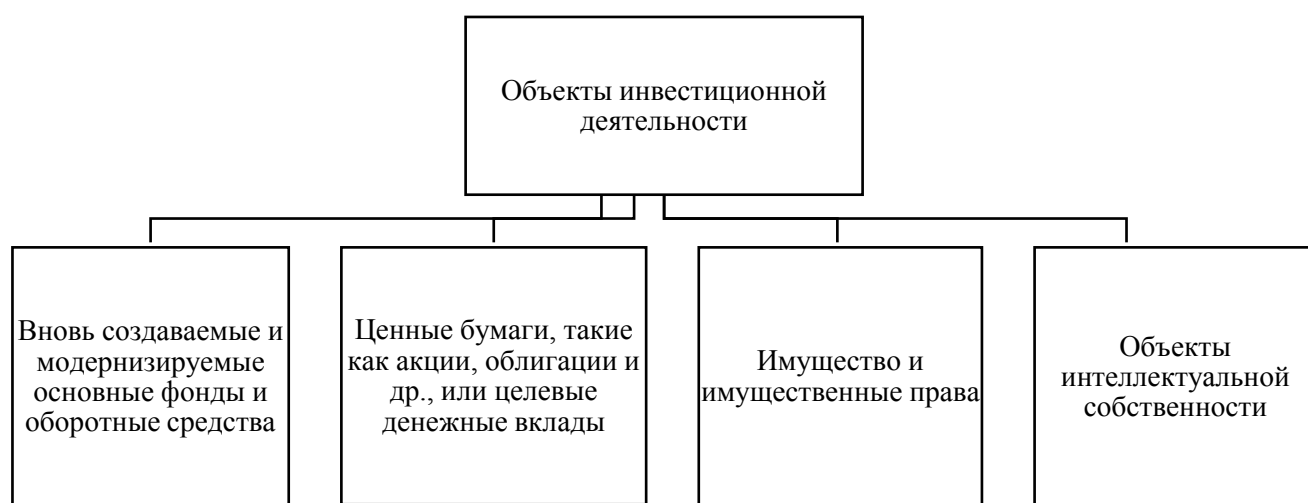 Объекты инвестиционной
деятельности
Вновь создаваемые и
модернизируемые
основные фонды и
оборотные средства
Ценные бумаги, такие
как акции, облигации и
др., или целевые
денежные вклады
Имущество и
имущественные права
Объекты
интеллектуальной
собственности